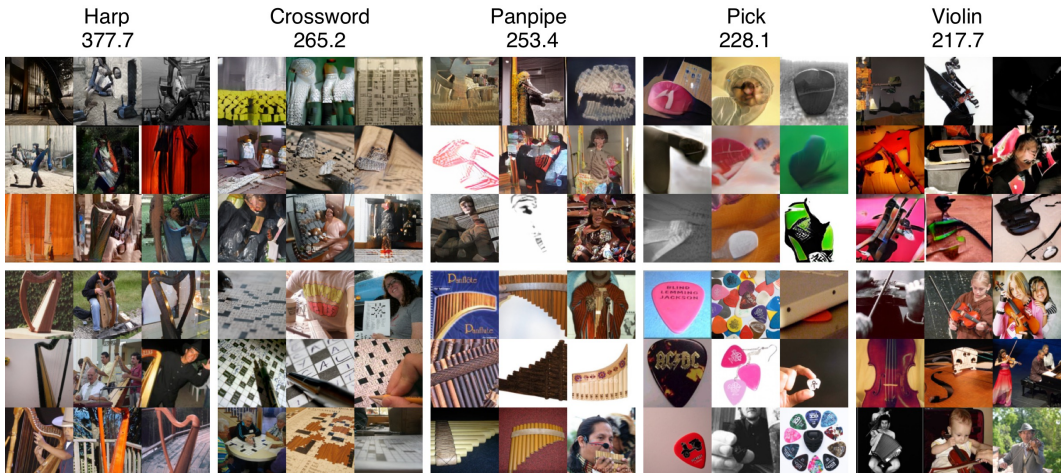 Harp
Crossword
Panpipe
Pick
Violin
377.7
265.2
253.4
228.1
217.7
Panflute
BLIND
LEMMING
JACKSON
AC/DC